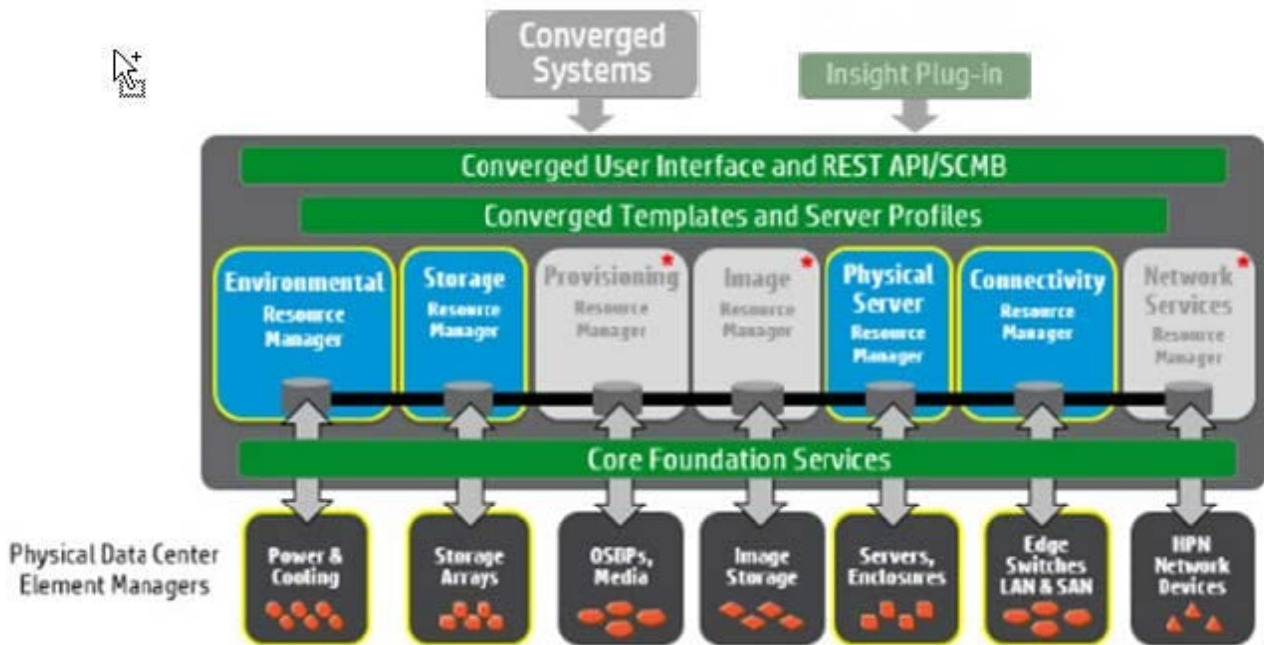 Converged
Systems
Insight Plug-in
Converged User Interface and REST API/SCMB
Converged Templates and Server Profiles
Environmental
Resource
Manager
Storage
Resource
Manager
Provisioning
Resource
Manager
Image
Resource
Manager
Physical
Server
Resource
Manager
Connectivity
Resource
Manager
Network
Services
Resource
Manager
Core Foundation Services
Physical Data Center
Element Managers
Power &
Cooling
Storage
Arrays
OSBPs,
Media
Image
Storage
Servers,
Enclosures
Edge
Switches
LAN & SAN
HPN
Network
Devices